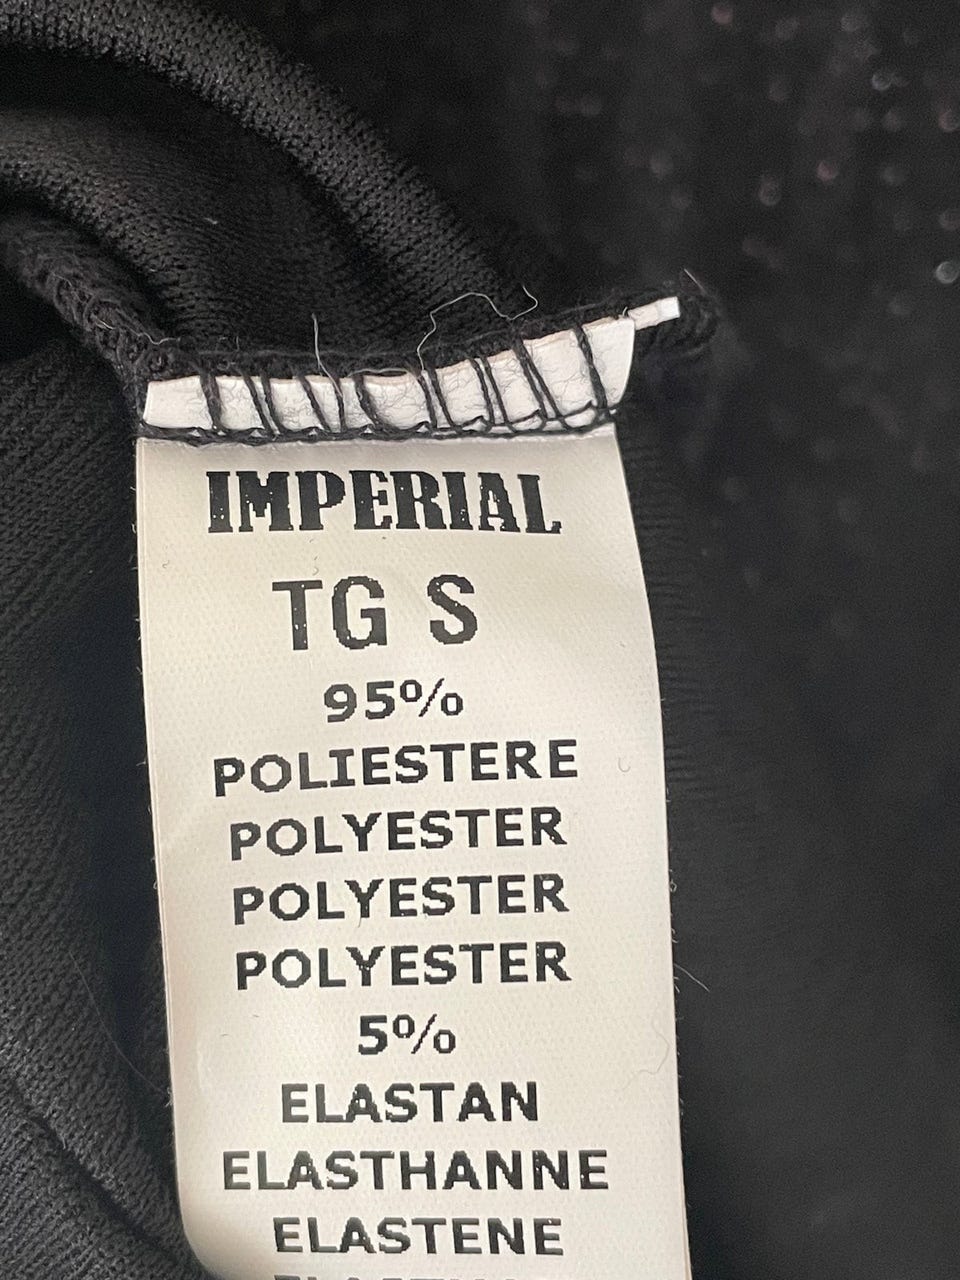 IMPERIAL
TG S
95%
POLIESTERE
POLYESTER
POLYESTER
POLYESTER
5%
ELASTAN
ELASTHANNE
ELASTENE